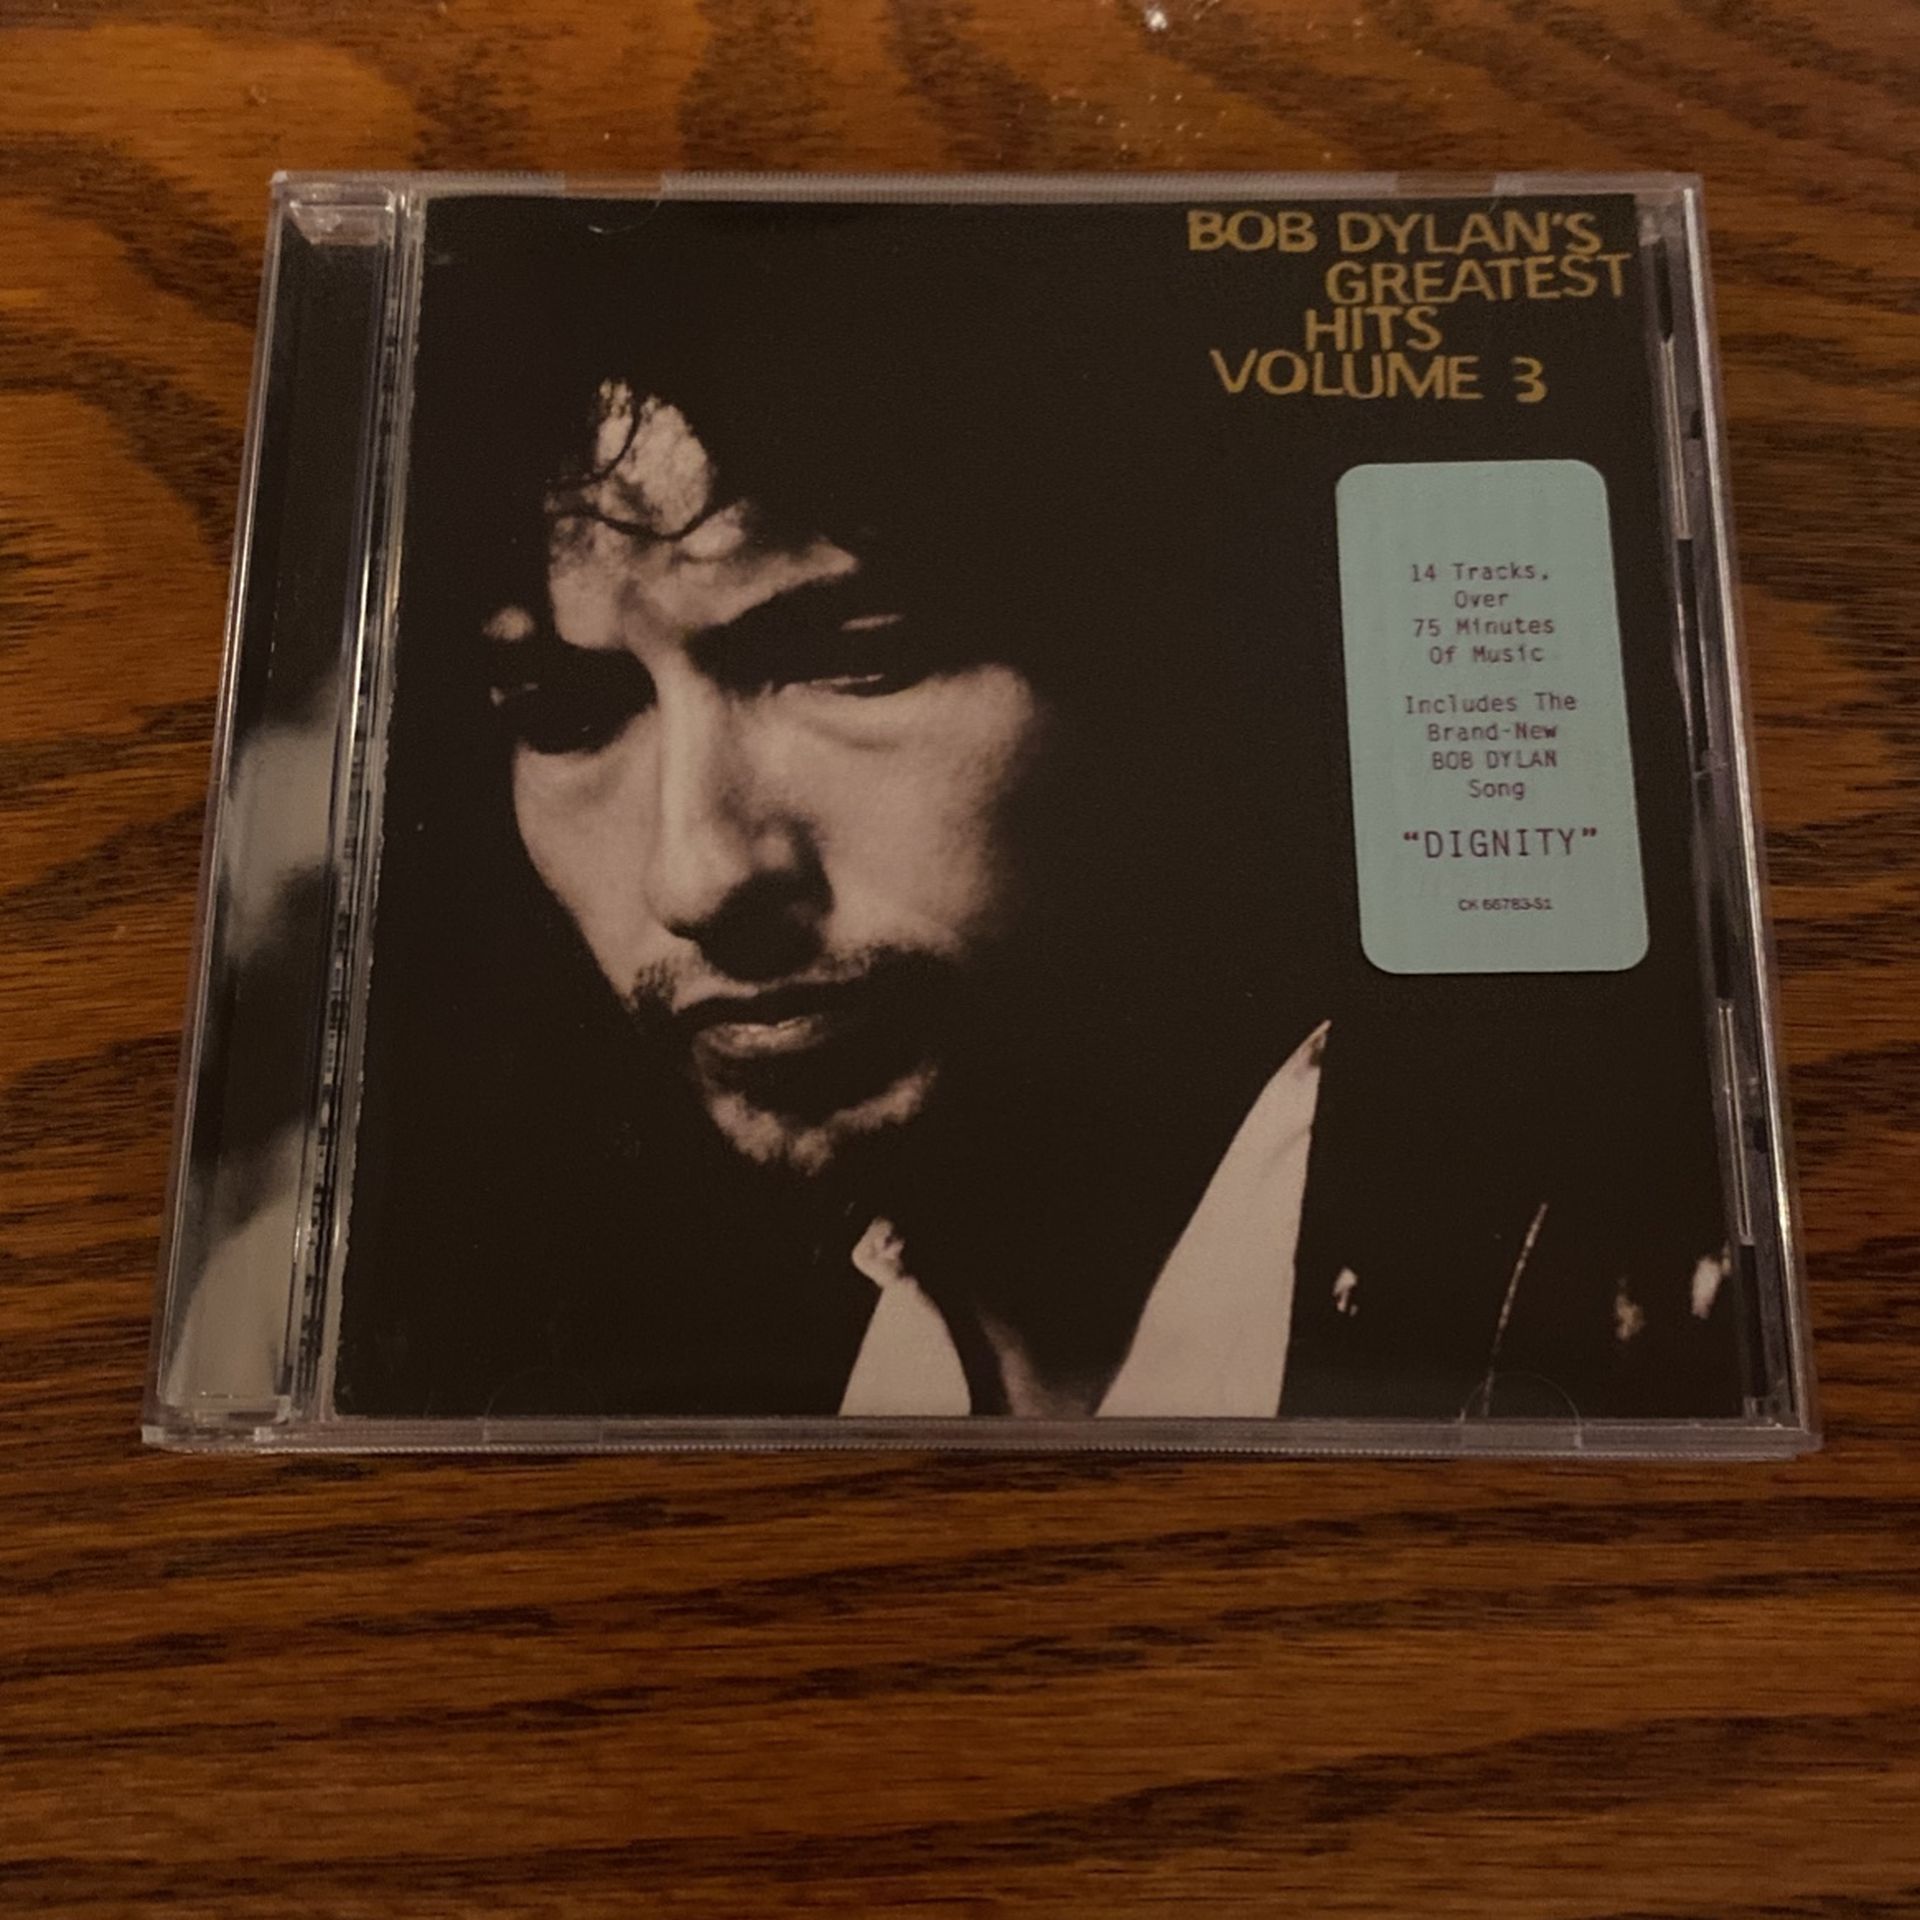 BOB DYLAN'S
GREATEST
HITS
VOLUME 3
14 Tracks,
Over
75 Minutes
Of Music
Includes The
Brand-New
BOB DYLAN
Song
“DIGNITY”
CK 66783-S1